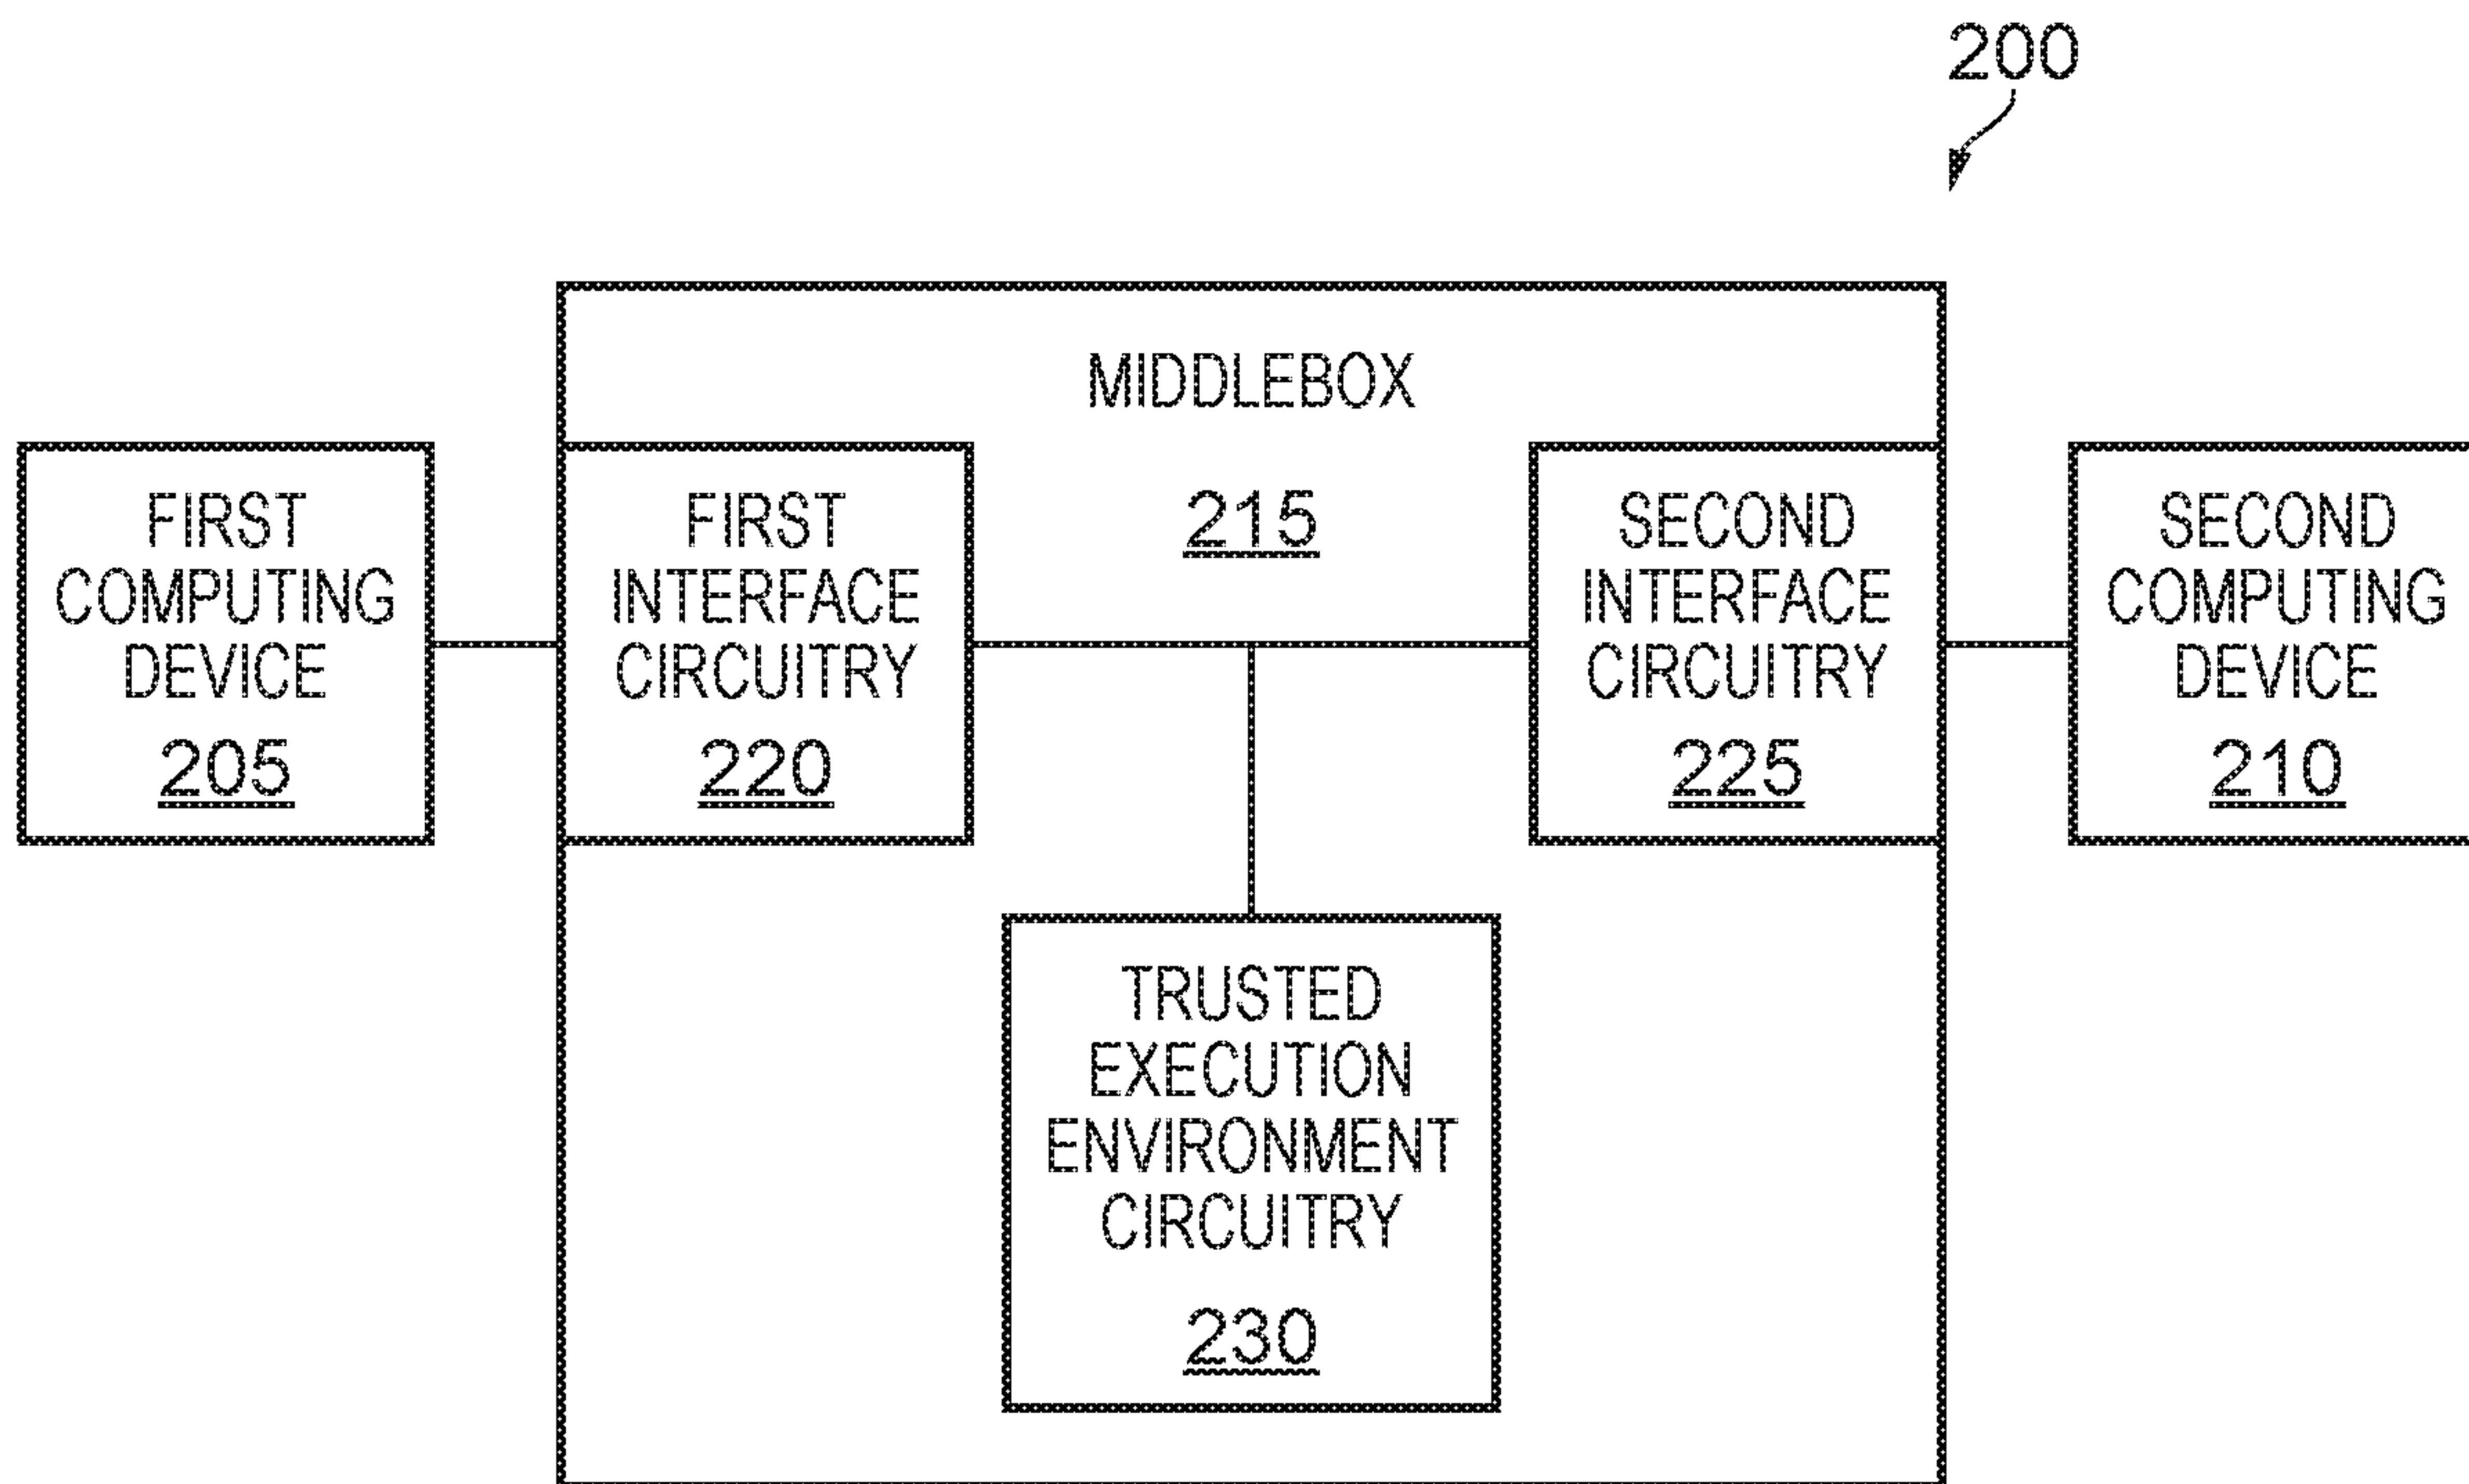 200
MIDDLEBOX
215
FIRST
COMPUTING
DEVICE
205
FIRST
INTERFACE
CIRCUITRY
220
SECOND
INTERFACE
CIRCUITRY
225
SECOND
COMPUTING
DEVICE
210
TRUSTED
EXECUTION
ENVIRONMENT
CIRCUITRY
230